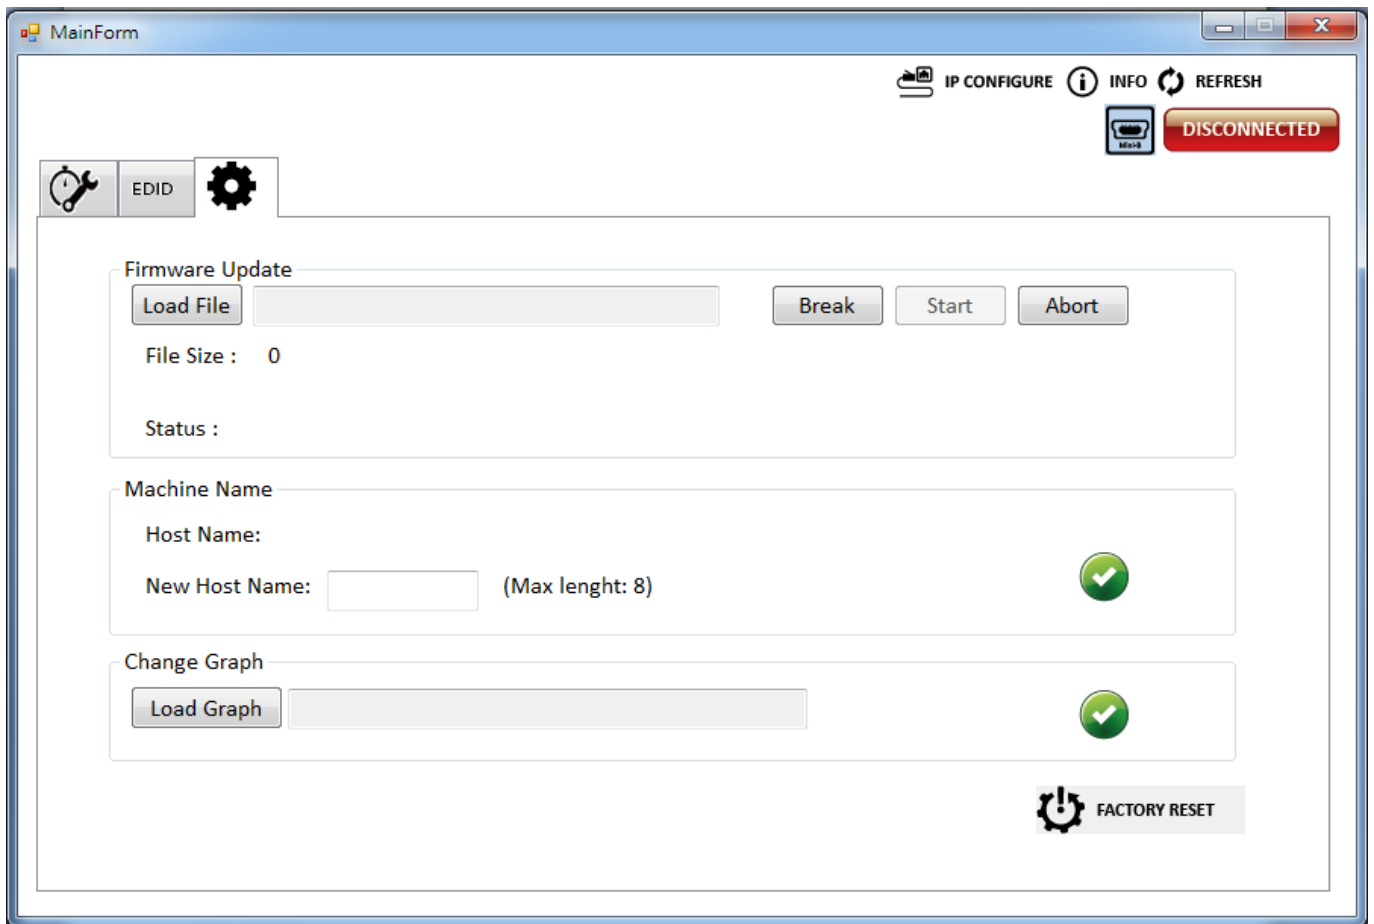 MainForm
IP CONFIGURE INFO REFRESH
Mini-B DISCONNECTED
EDID
Firmware Update
Load File Break Start Abort
File Size : 0
Status :
Machine Name
Host Name:
New Host Name: (Max lenght: 8)
Change Graph
Load Graph
FACTORY RESET